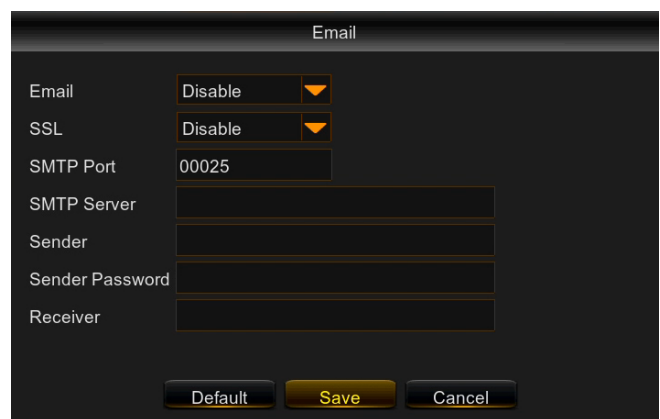 Email
Email Disable
SSL Disable
SMTP Port 00025
SMTP Server
Sender
Sender Password
Receiver
Default Save Cancel